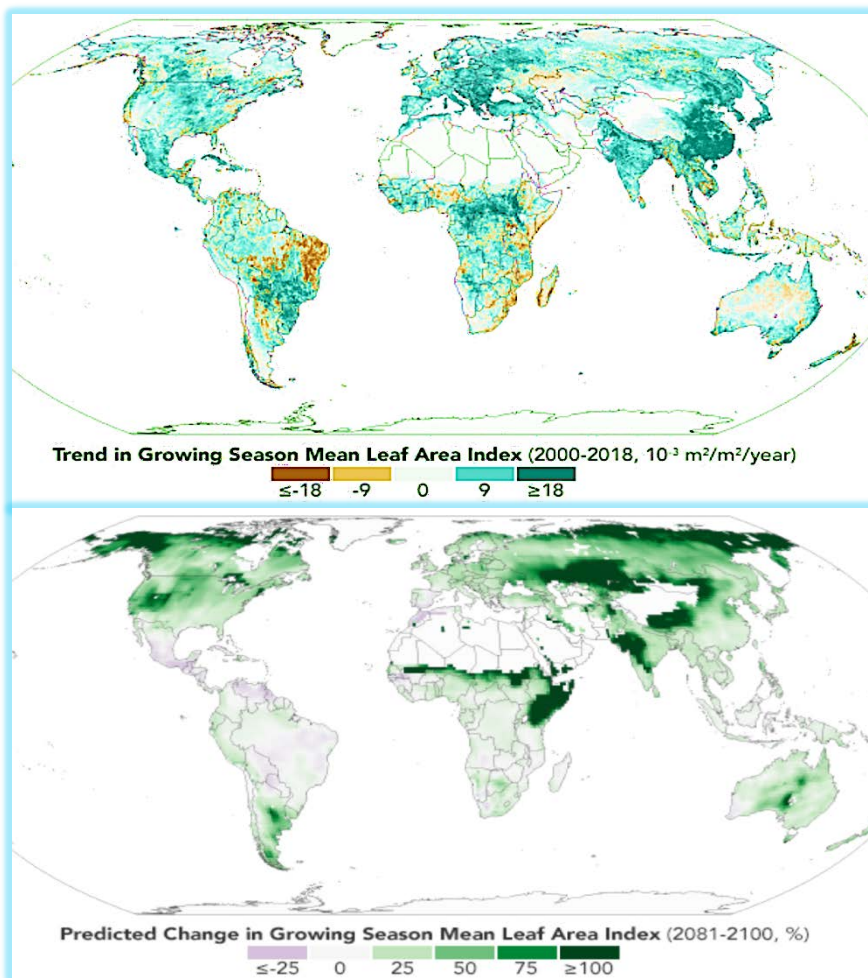 Trend in Growing Season Mean Leaf Area Index (2000-2018, 10⁻³ m²/m²/year)
≤-18 -9 0 9 ≥18
Predicted Change in Growing Season Mean Leaf Area Index (2081-2100, %)
≤-25 0 25 50 75 ≥100